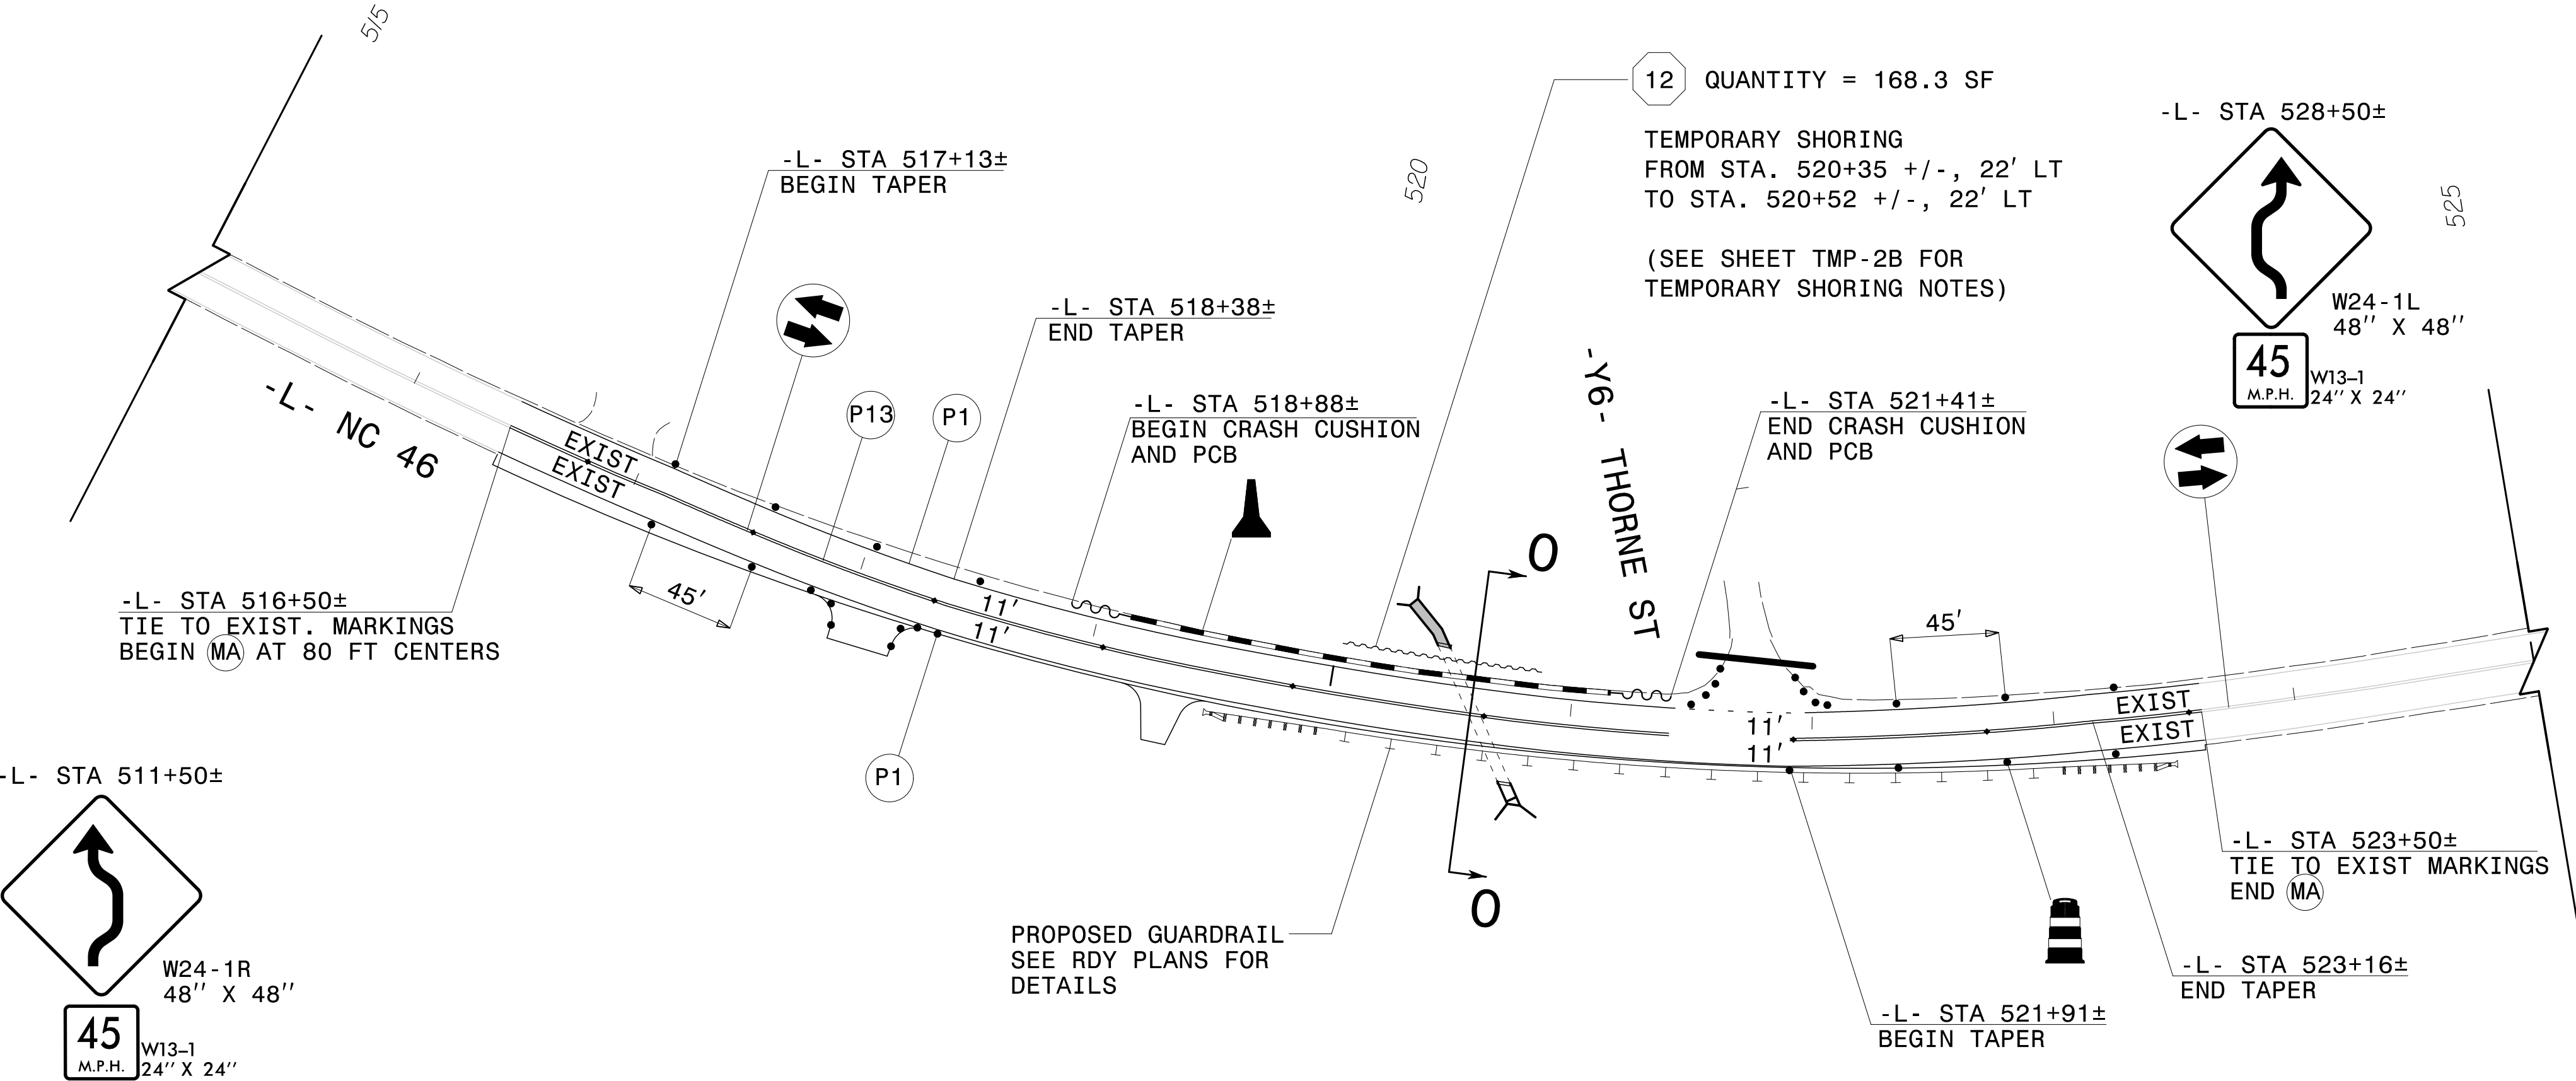 515
12 QUANTITY = 168.3 SF
TEMPORARY SHORING
FROM STA. 520+35 +/-, 22' LT
TO STA. 520+52 +/-, 22' LT
(SEE SHEET TMP-2B FOR
TEMPORARY SHORING NOTES)
-L- STA 528+50±
W24-1L
48" X 48"
45
M.P.H.
W13-1
24" X 24"
520
525
-L- STA 517+13±
BEGIN TAPER
-L- STA 518+38±
END TAPER
P13
P1
-L- STA 518+88±
BEGIN CRASH CUSHION
AND PCB
-Y6- THORNE ST
-L- STA 521+41±
END CRASH CUSHION
AND PCB
-L- NC 46
EXIST
EXIST
-L- STA 516+50±
TIE TO EXIST. MARKINGS
BEGIN MA AT 80 FT CENTERS
45'
11'
11'
O
O
45'
11'
11'
EXIST
EXIST
P1
-L- STA 511+50±
W24-1R
48" X 48"
45
M.P.H.
W13-1
24" X 24"
PROPOSED GUARDRAIL
SEE RDY PLANS FOR
DETAILS
-L- STA 523+50±
TIE TO EXIST MARKINGS
END MA
-L- STA 523+16±
END TAPER
-L- STA 521+91±
BEGIN TAPER